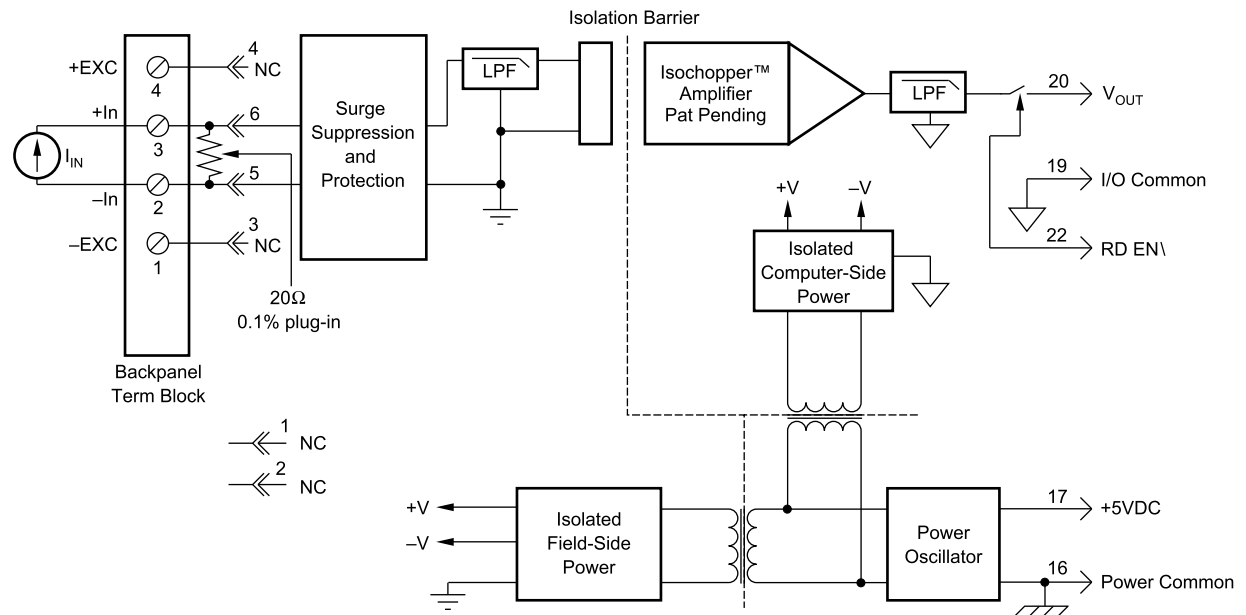 Isolation Barrier
+EXC
4
4
NC
+In
3
6
I_IN
–In
2
5
–EXC
1
3
NC
20Ω
0.1% plug-in
Backpanel
Term Block
Surge
Suppression
and
Protection
LPF
Isochopper™
Amplifier
Pat Pending
LPF
20
V_OUT
19
I/O Common
22
RD EN\
+V
–V
Isolated
Computer-Side
Power
1
NC
2
NC
+V
–V
Isolated
Field-Side
Power
Power
Oscillator
17
+5VDC
16
Power Common